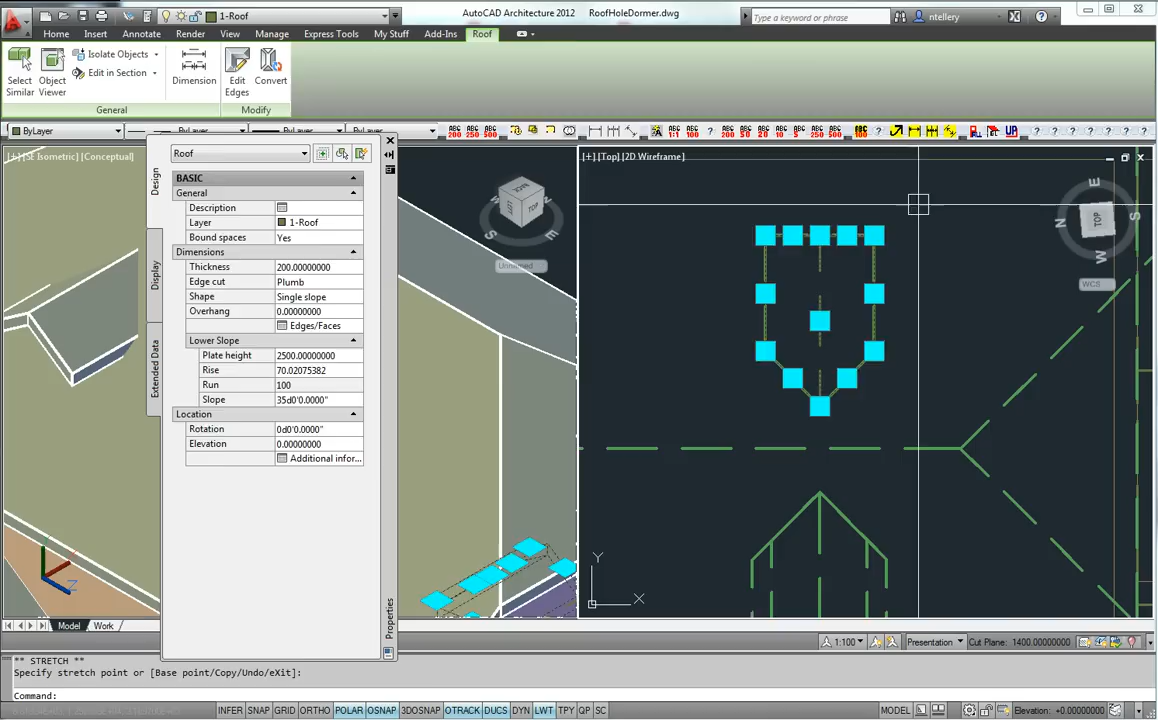 1-Roof
AutoCAD Architecture 2012 RoofHoleDormer.dwg
Type a keyword or phrase
ntellery
Home Insert Annotate Render View Manage Express Tools My Stuff Add-Ins Roof
Select Similar
Object Viewer
Isolate Objects
Edit in Section
Dimension
Edit Edges
Convert
General
Modify
ByLayer ByLayer ByLayer ByLayer
[+] [SE Isometric] [Conceptual]
[+] [Top] [2D Wireframe]
Roof
Design
Display
Extended Data
Properties
BASIC
General
Description
Layer 1-Roof
Bound spaces Yes
Dimensions
Thickness 200.00000000
Edge cut Plumb
Shape Single slope
Overhang 0.00000000
Edges/Faces
Lower Slope
Plate height 2500.00000000
Rise 70.02075382
Run 100
Slope 35d0'0.0000"
Location
Rotation 0d0'0.0000"
Elevation 0.00000000
Additional infor...
BACK
LEFT TOP
S E
Unnamed
E
N TOP S
W
WCS
Z
Y
X
Model Work
1:100 Presentation Cut Plane: 1400.00000000
** STRETCH **
Specify stretch point or [Base point/Copy/Undo/eXit]:
Command:
INFER SNAP GRID ORTHO POLAR OSNAP 3DOSNAP OTRACK DUCS DYN LWT TPY QP SC
MODEL
Elevation: +0.00000000